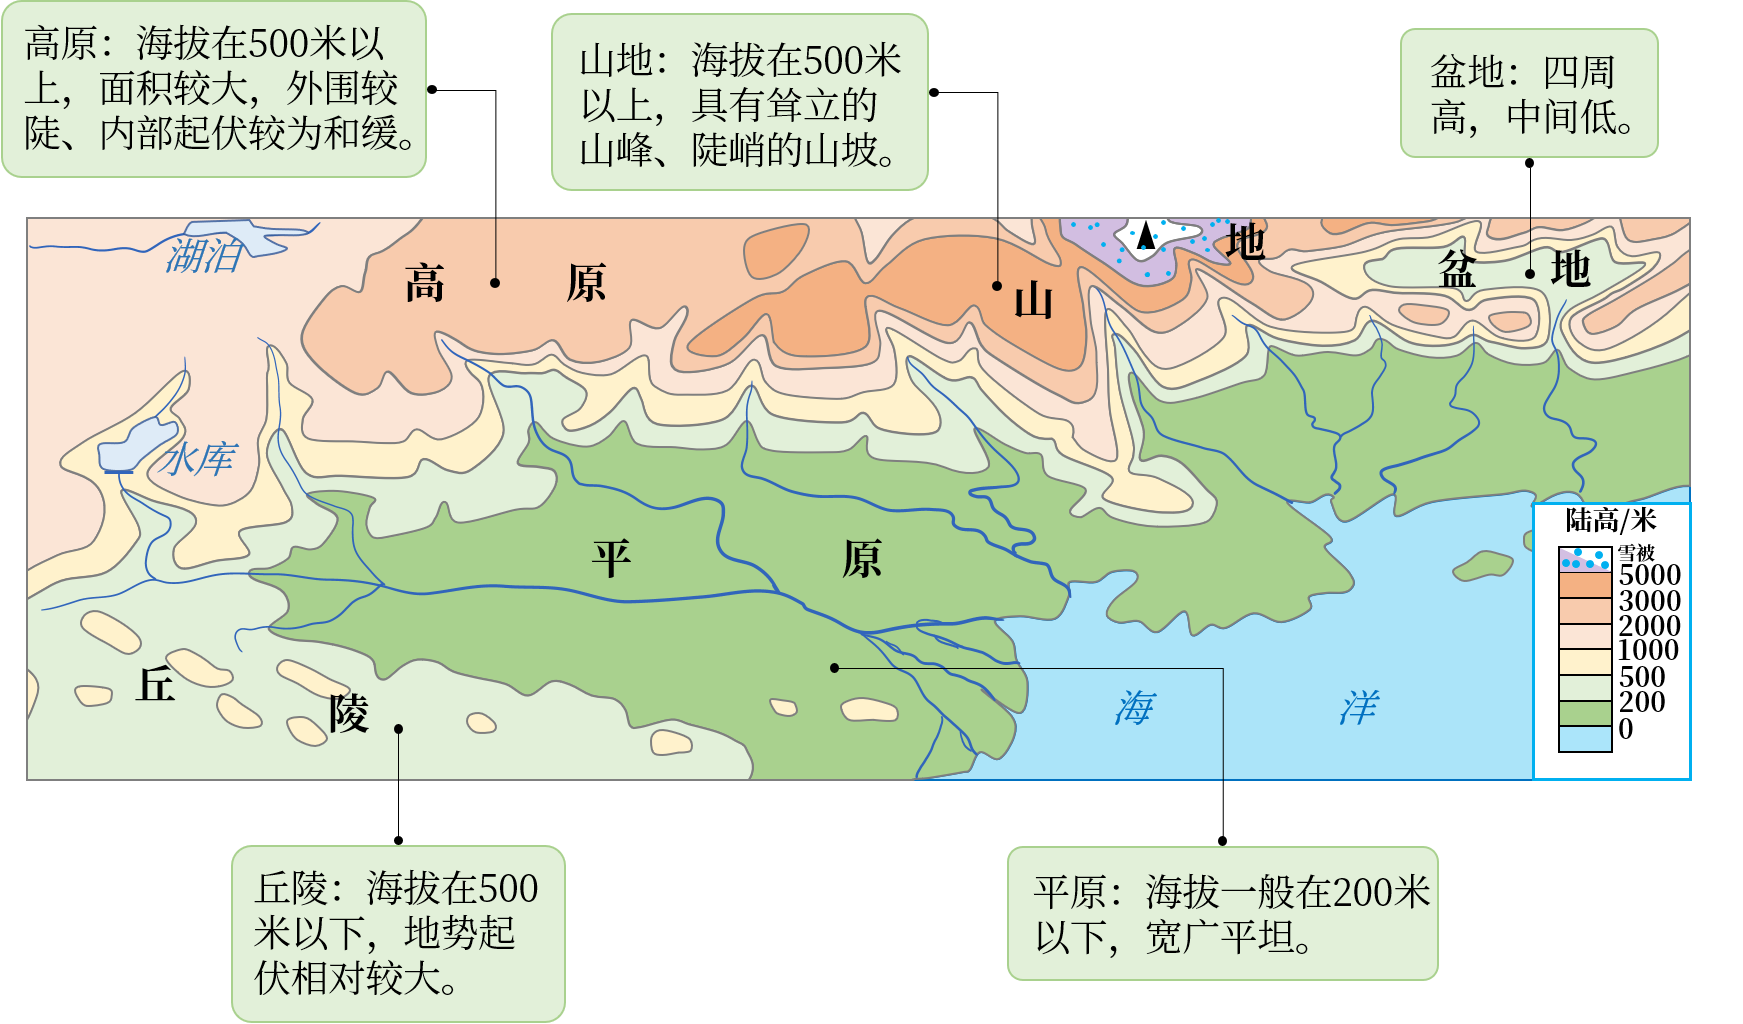 高原：海拔在500米以
上，面积较大，外围较
陡、内部起伏较为和缓。
山地：海拔在500米
以上，具有耸立的
山峰、陡峭的山坡。
盆地：四周
高，中间低。
湖泊
高 原
山 地
盆 地
水库
平 原
丘 陵
海 洋
陆高/米
雪被
5000
3000
2000
1000
500
200
0
丘陵：海拔在500
米以下，地势起
伏相对较大。
平原：海拔一般在200米
以下，宽广平坦。